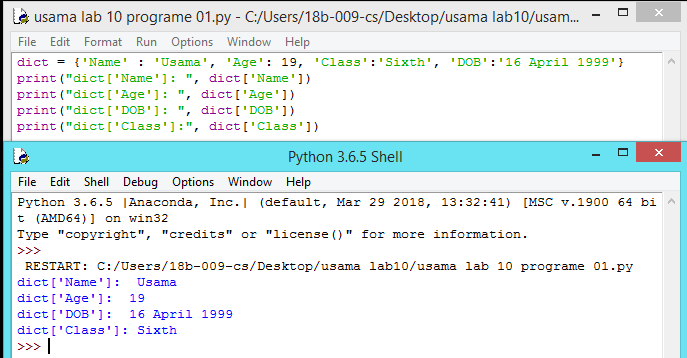 usama lab 10 programe 01.py - C:/Users/18b-009-cs/Desktop/usama lab10/usam...
File Edit Format Run Options Window Help
dict = {'Name' : 'Usama', 'Age': 19, 'Class':'Sixth', 'DOB':'16 April 1999'}
print("dict['Name']: ", dict['Name'])
print("dict['Age']: ", dict['Age'])
print("dict['DOB']: ", dict['DOB'])
print("dict['Class']:", dict['Class'])
Python 3.6.5 Shell
File Edit Shell Debug Options Window Help
Python 3.6.5 |Anaconda, Inc.| (default, Mar 29 2018, 13:32:41) [MSC v.1900 64 bi
t (AMD64)] on win32
Type "copyright", "credits" or "license()" for more information.
>>>
 RESTART: C:/Users/18b-009-cs/Desktop/usama lab10/usama lab 10 programe 01.py
dict['Name']:  Usama
dict['Age']:  19
dict['DOB']:  16 April 1999
dict['Class']: Sixth
>>>